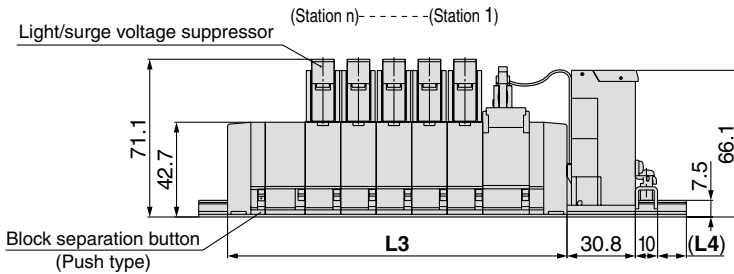 (Station n)------(Station 1)
Light/surge voltage suppressor
71.1
42.7
66.1
7.5
Block separation button
(Push type)
L3
30.8
10
(L4)